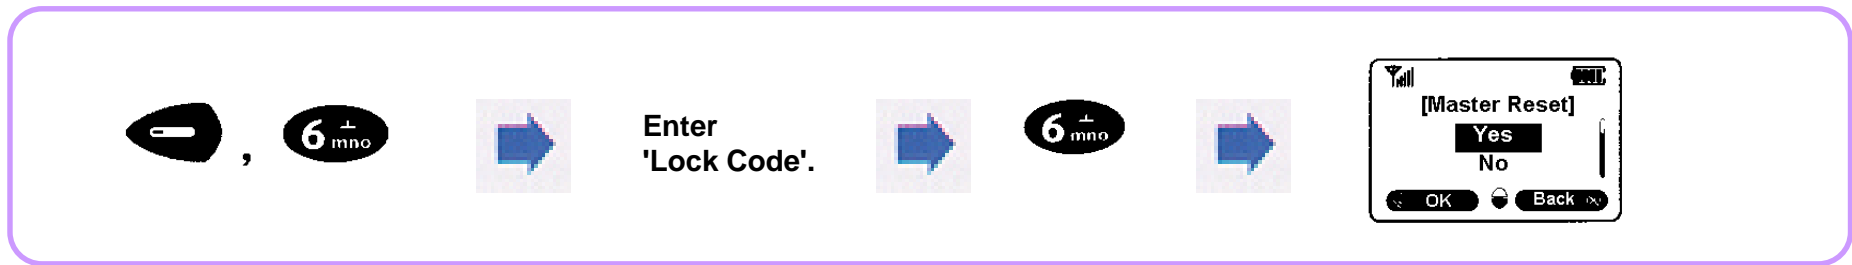 , 6 ㅗ mno
Enter
'Lock Code'.
6 ㅗ mno
[Master Reset]
Yes
No
OK Back